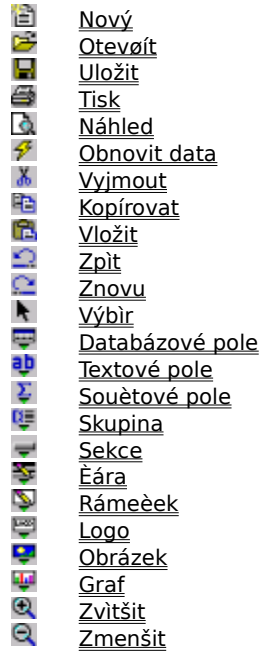 Nový
Otevøít
Uložit
Tisk
Náhled
Obnovit data
Vyjmout
Kopírovat
Vložit
Zpìt
Znovu
Výbìr
Databázové pole
Textové pole
Souètové pole
Skupina
Sekce
Èára
Rámeèek
Logo
Obrázek
Graf
Zvìtšit
Zmenšit